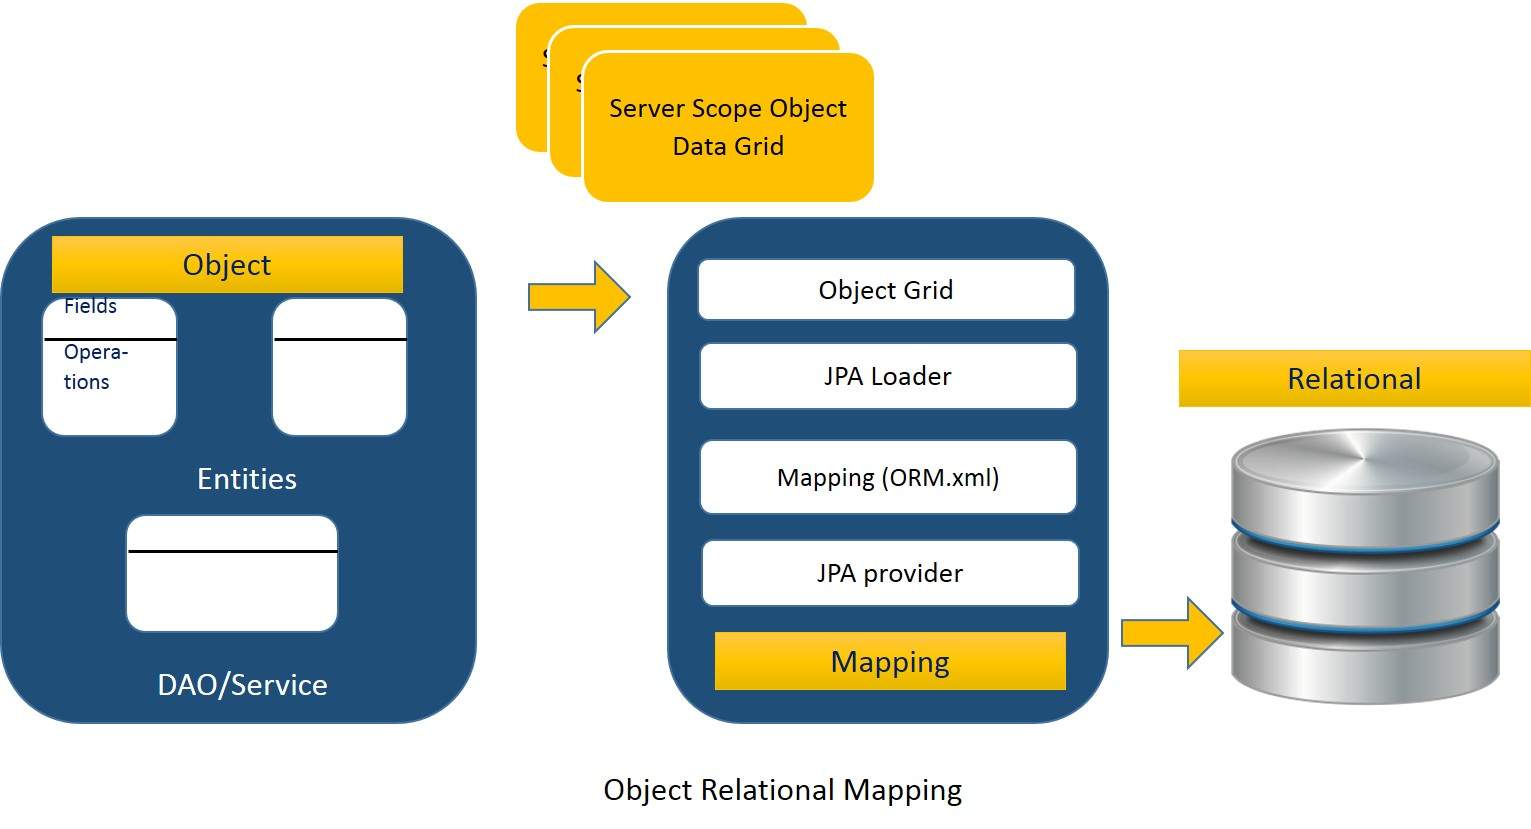 Server Scope Object
Data Grid
Object
Fields
Opera-
tions
Entities
DAO/Service
Object Grid
JPA Loader
Mapping (ORM.xml)
JPA provider
Mapping
Relational
Object Relational Mapping